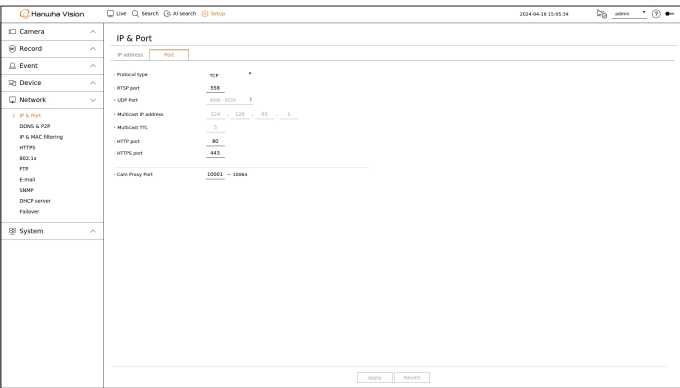 Hanwha Vision
Live Search AI search Setup
2024-04-16 15:05:34
admin
?
Camera
Record
Event
Device
Network
IP & Port
DDNS & P2P
IP & MAC filtering
HTTPS
802.1x
FTP
E-mail
SNMP
DHCP server
Failover
System
IP & Port
IP address Port
· Protocol type TCP
· RTSP port 558
· UDP Port 8000 - 8256
· Multicast IP address 224 . 126 . 63 . 1
· Multicast TTL 5
· HTTP port 80
· HTTPS port 443
· Cam Proxy Port 10001 ~ 10064
Apply Revert